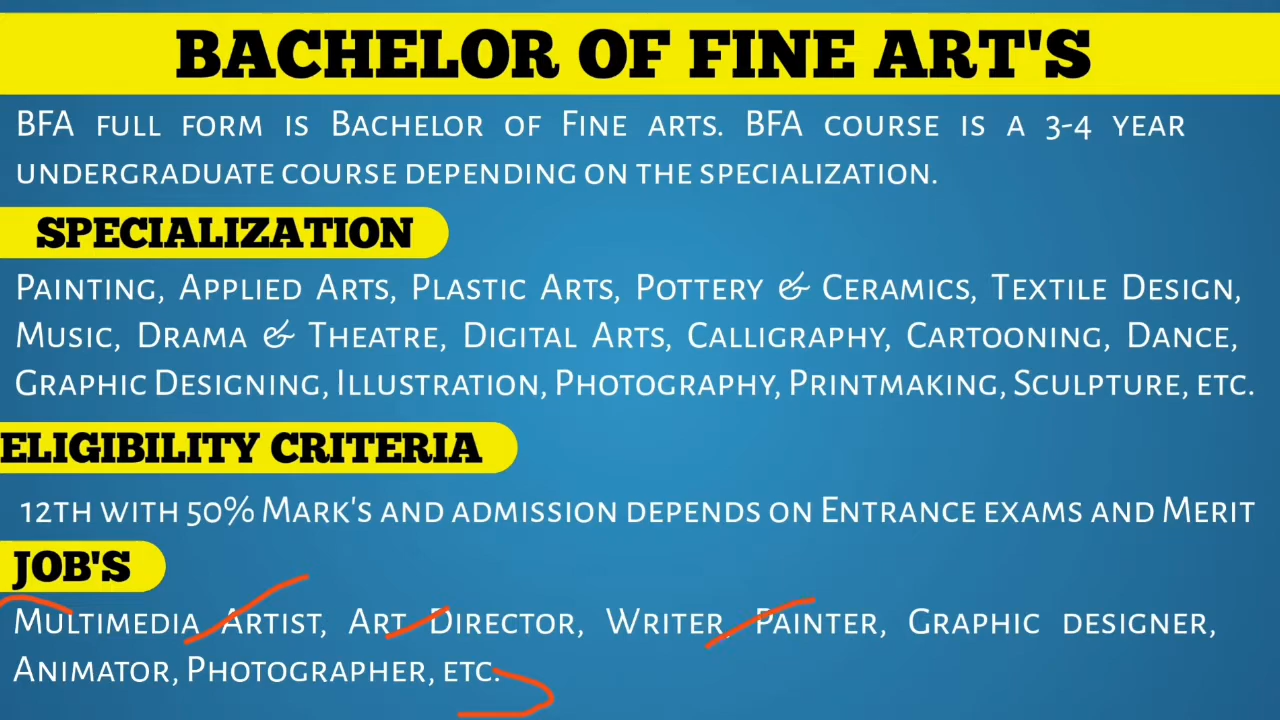 BACHELOR OF FINE ART'S
BFA FULL FORM IS BACHELOR OF FINE ARTS. BFA COURSE IS A 3-4 YEAR
UNDERGRADUATE COURSE DEPENDING ON THE SPECIALIZATION.
SPECIALIZATION
PAINTING, APPLIED ARTS, PLASTIC ARTS, POTTERY & CERAMICS, TEXTILE DESIGN,
MUSIC, DRAMA & THEATRE, DIGITAL ARTS, CALLIGRAPHY, CARTOONING, DANCE,
GRAPHIC DESIGNING, ILLUSTRATION, PHOTOGRAPHY, PRINTMAKING, SCULPTURE, ETC.
ELIGIBILITY CRITERIA
12TH WITH 50% MARK'S AND ADMISSION DEPENDS ON ENTRANCE EXAMS AND MERIT
JOB'S
MULTIMEDIA ARTIST, ART DIRECTOR, WRITER, PAINTER, GRAPHIC DESIGNER,
ANIMATOR, PHOTOGRAPHER, ETC.